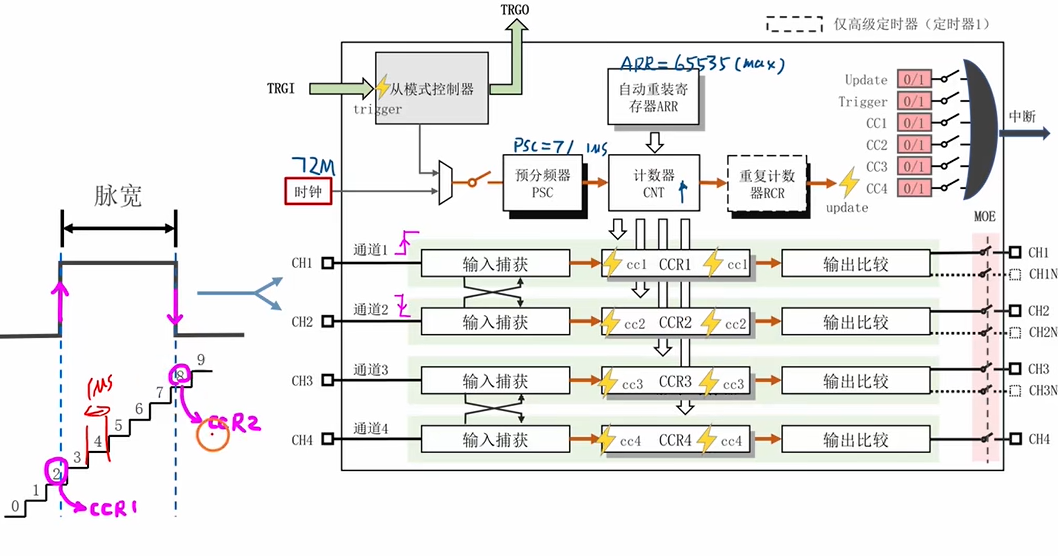 TRGO
仅高级定时器（定时器1）
ARR=65535(max)
TRGI
trigger
从模式控制器
自动重装寄存器ARR
Update 0/1
Trigger 0/1
CC1 0/1
CC2 0/1
CC3 0/1
CC4 0/1
中断
PSC=71
1μs
72M
时钟
预分频器PSC
计数器CNT
重复计数器RCR
update
MOE
脉宽
CH1 通道1 输入捕获 cc1 CCR1 cc1 输出比较 CH1
CH1N
CH2 通道2 输入捕获 cc2 CCR2 cc2 输出比较 CH2
CH2N
CH3 通道3 输入捕获 cc3 CCR3 cc3 输出比较 CH3
CH3N
CH4 通道4 输入捕获 cc4 CCR4 cc4 输出比较 CH4
1μs
0 1 2 3 4 5 6 7 8 9
CCR1
CCR2